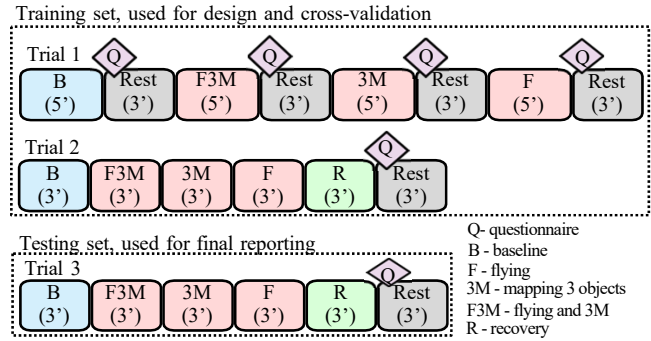 Training set, used for design and cross-validation
Trial 1
Q Q Q Q
B Rest F3M Rest 3M Rest F Rest
(5’) (3’) (5’) (3’) (5’) (3’) (5’) (3’)
Trial 2
Q
B F3M 3M F R Rest
(3’) (3’) (3’) (3’) (3’) (3’)
Testing set, used for final reporting
Trial 3
Q
B F3M 3M F R Rest
(3’) (3’) (3’) (3’) (3’) (3’)
Q- questionnaire
B - baseline
F - flying
3M - mapping 3 objects
F3M - flying and 3M
R - recovery